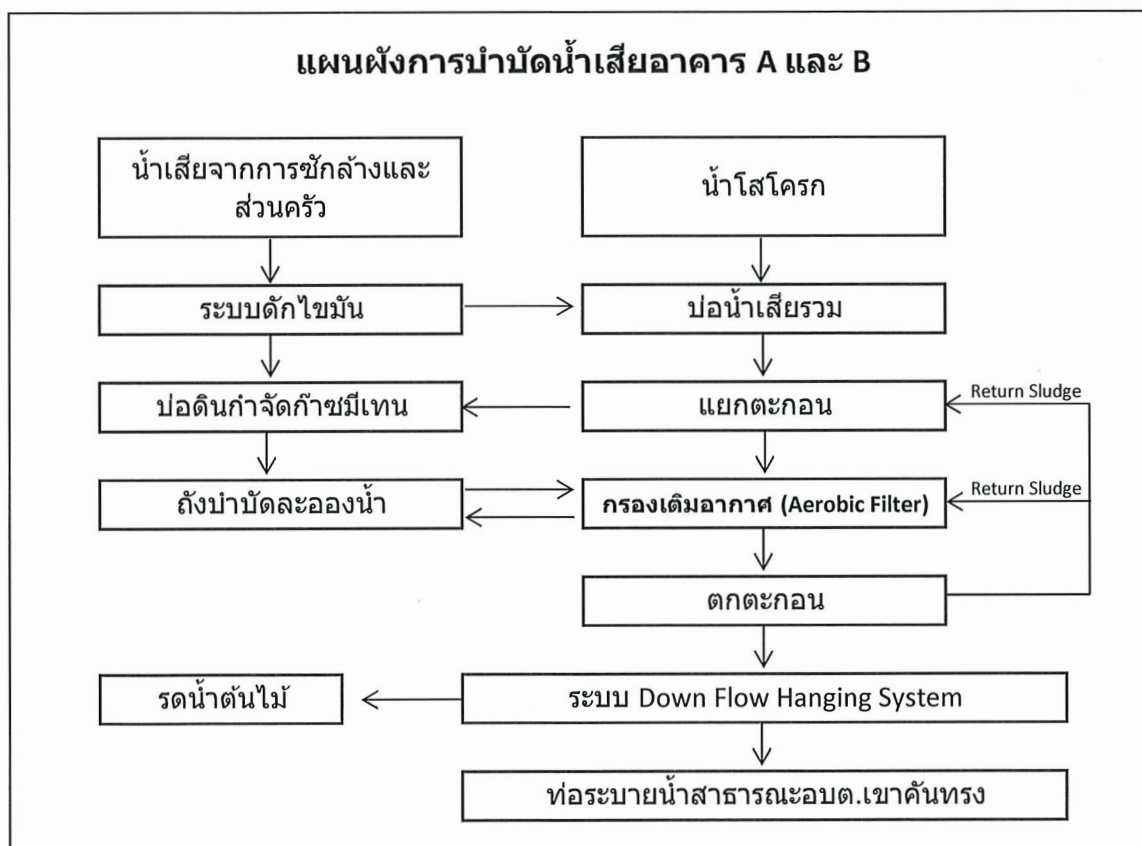 แผนผังการบำบัดน้ำเสียอาคาร A และ B
น้ำเสียจากการซักล้างและ
ส่วนครัว
น้ำโสโครก
ระบบดักไขมัน
บ่อน้ำเสียรวม
บ่อดินกำจัดก๊าซมีเทน
แยกตะกอน
Return Sludge
ถังบำบัดละอองน้ำ
กรองเติมอากาศ (Aerobic Filter)
Return Sludge
ตกตะกอน
รดน้ำต้นไม้
ระบบ Down Flow Hanging System
ท่อระบายน้ำสาธารณะอบต.เขาคันทรง